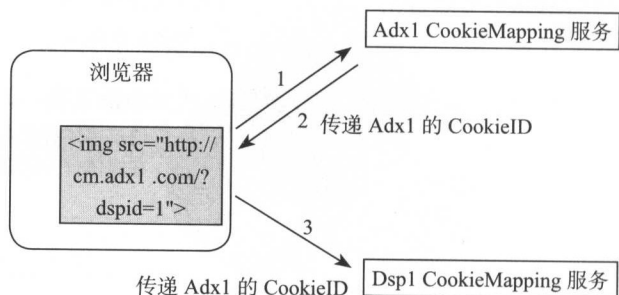 Adx1 CookieMapping 服务
浏览器
1
2 传递 Adx1 的 CookieID
<img src="http://
cm.adx1 .com/?
dspid=1">
3
传递 Adx1 的 CookieID
Dsp1 CookieMapping 服务